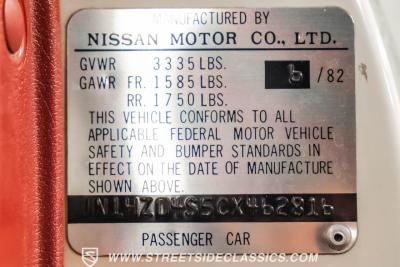 MANUFACTURED BY
NISSAN MOTOR CO., LTD.
GVWR 3335 LBS.
GAWR FR. 1585 LBS. 6 / 82
RR. 1750 LBS.
THIS VEHICLE CONFORMS TO ALL
APPLICABLE FEDERAL MOTOR VEHICLE
SAFETY AND BUMPER STANDARDS IN
EFFECT ON THE DATE OF MANUFACTURE
SHOWN ABOVE.
JN1HZ04S5CX462816
PASSENGER CAR
WWW.STREETSIDECLASSICS.COM